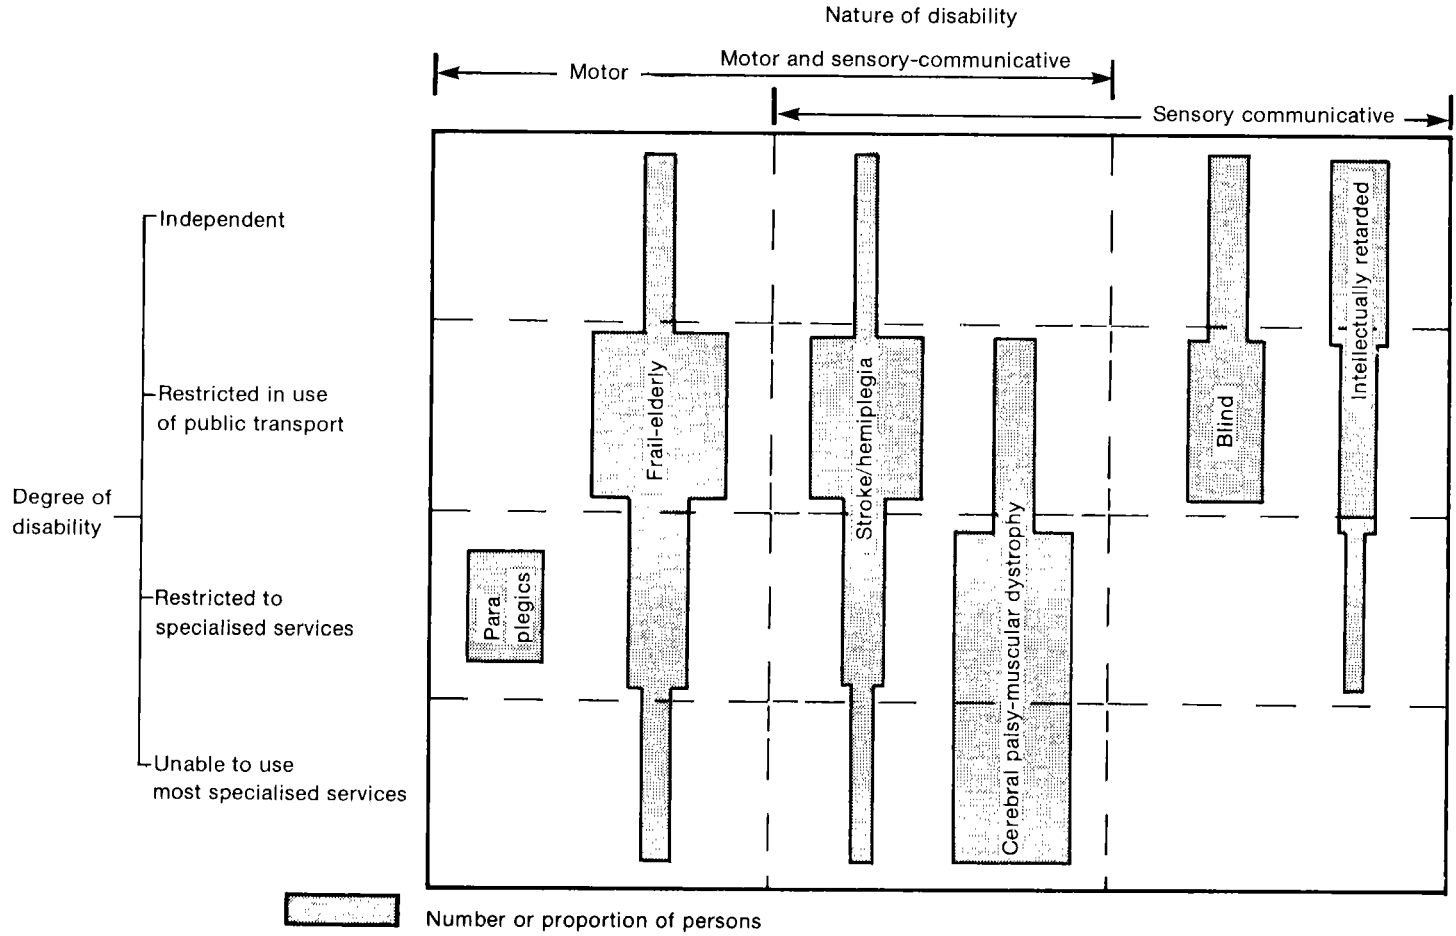 Nature of disability
Motor and sensory-communicative
Motor
Sensory communicative
Independent
Restricted in use
of public transport
Degree of
disability
Restricted to
specialised services
Unable to use
most specialised services
Para
plegics
Frail-elderly
Stroke/hemiplegia
Cerebral palsy-muscular dystrophy
Blind
Intellectually retarded
Number or proportion of persons